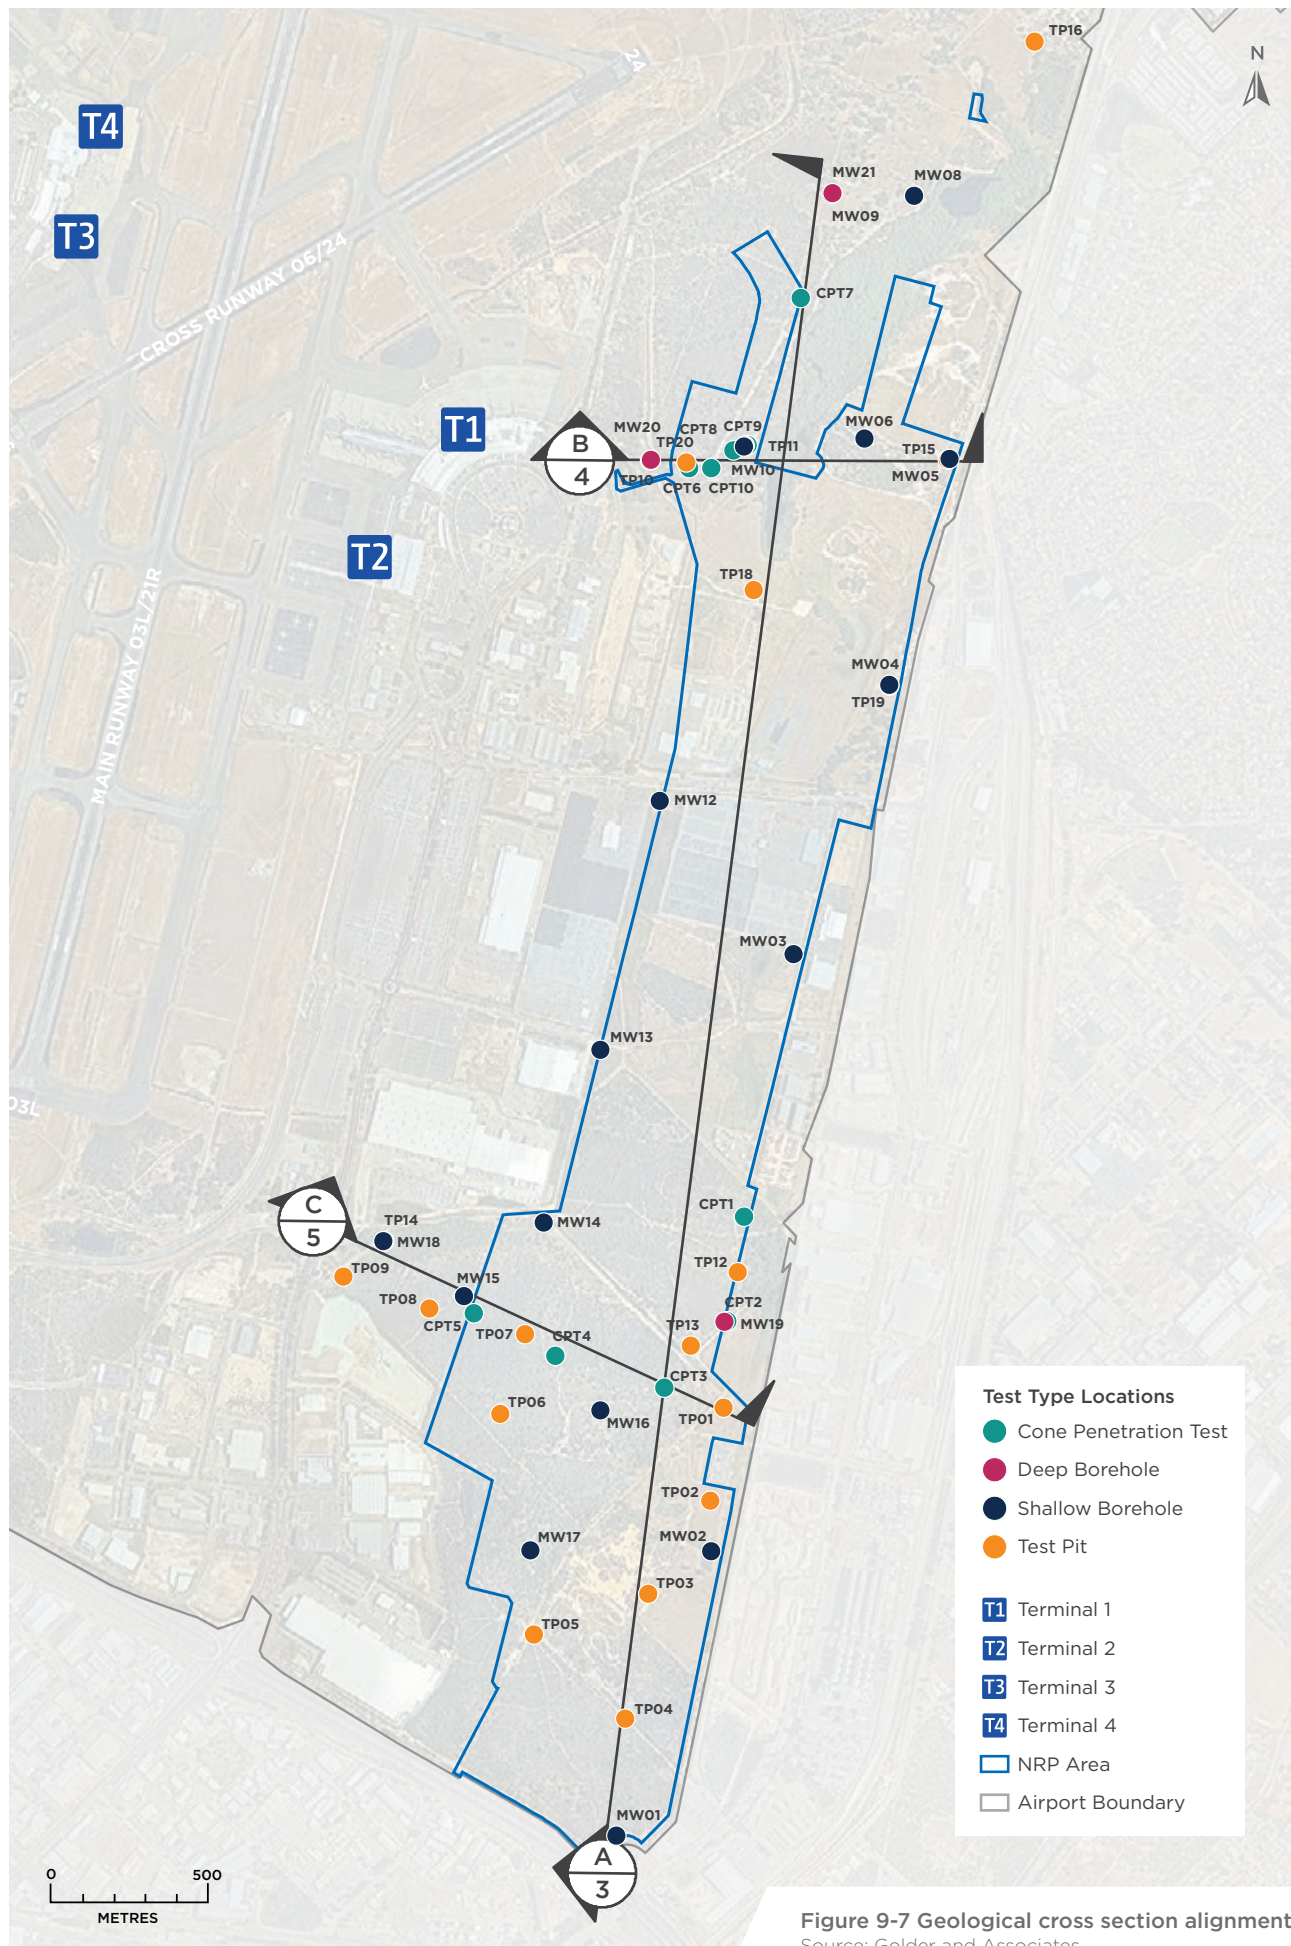 TP16
N
24
T4
MW21
MW08
T3
MW09
CROSS RUNWAY 06/24
CPT7
T1
MW20
CPT8
CPT9
MW06
B
4
TP20
TP11
TP15
TP10
CPT6
CPT10
MW10
MW05
T2
TP18
MW04
TP19
MAIN RUNWAY 03L/21R
MW12
MW03
MW13
03L
C
5
TP14
MW18
MW14
CPT1
TP09
MW15
TP12
TP08
CPT5
TP07
CPT4
CPT2
MW19
TP13
CPT3
TP06
MW16
TP01
TP02
MW17
MW02
TP03
TP05
TP04
MW01
A
3
Test Type Locations
Cone Penetration Test
Deep Borehole
Shallow Borehole
Test Pit
T1 Terminal 1
T2 Terminal 2
T3 Terminal 3
T4 Terminal 4
NRP Area
Airport Boundary
0 500
METRES
Figure 9-7 Geological cross section alignment
Source: Golder and Associates